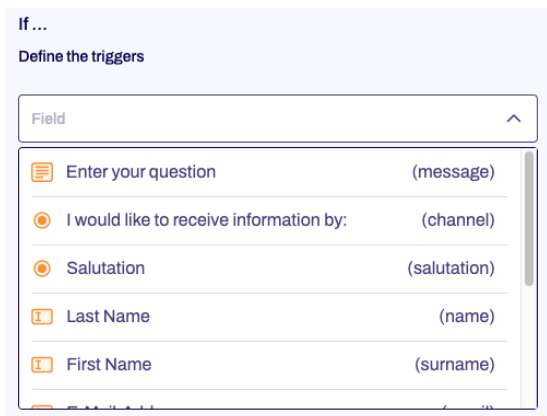 If ...
Define the triggers
Field
Enter your question (message)
I would like to receive information by: (channel)
Salutation (salutation)
Last Name (name)
First Name (surname)